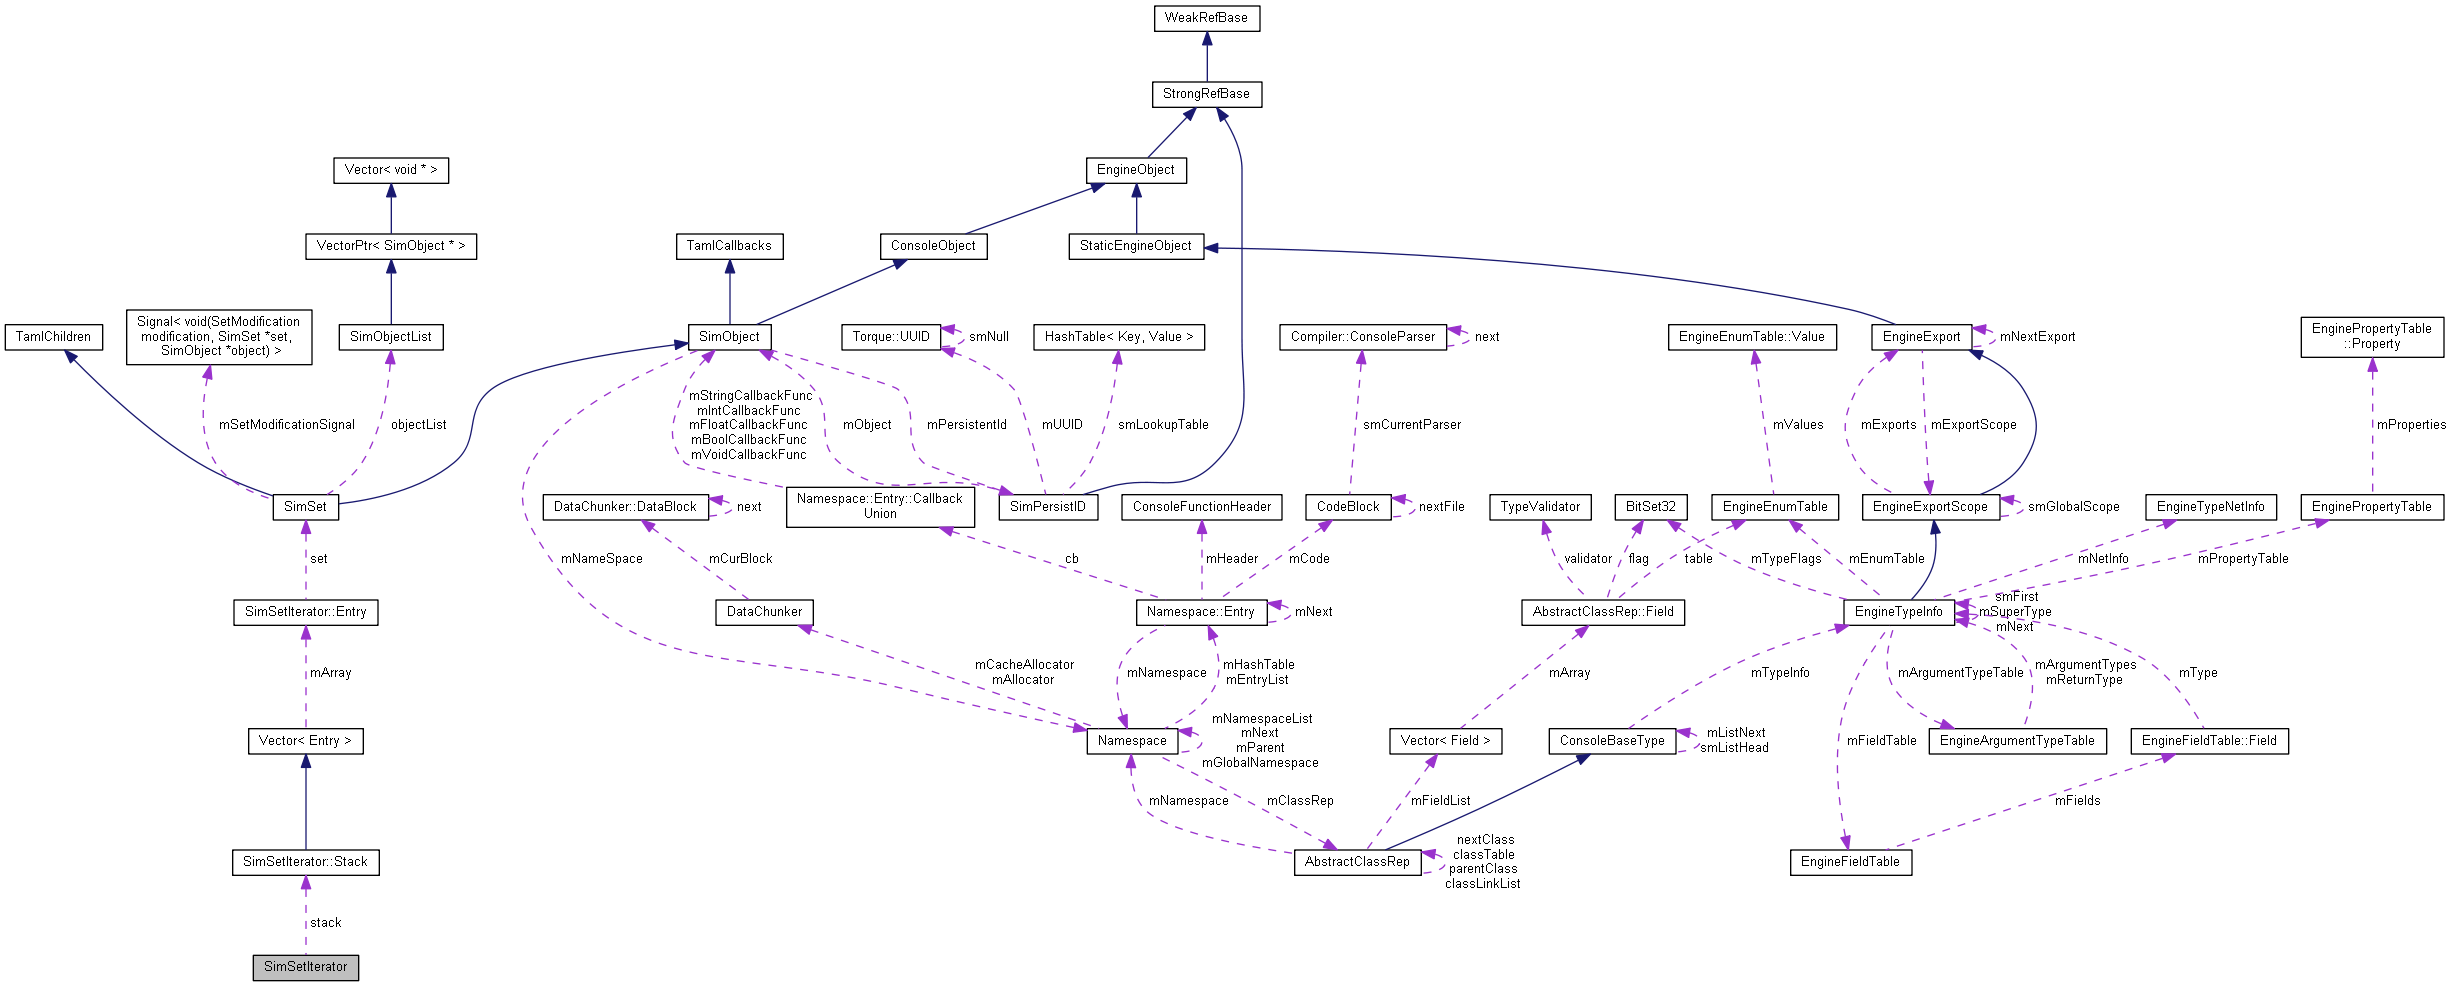 WeakRefBase
StrongRefBase
Vector< void * >
EngineObject
VectorPtr< SimObject * >
TamlCallbacks
ConsoleObject
StaticEngineObject
TamlChildren
Signal< void(SetModification
modification, SimSet *set,
SimObject *object) >
SimObjectList
SimObject
Torque::UUID
smNull
HashTable< Key, Value >
Compiler::ConsoleParser
next
EngineEnumTable::Value
EngineExport
mNextExport
EnginePropertyTable
::Property
mSetModificationSignal
objectList
mStringCallbackFunc
mIntCallbackFunc
mFloatCallbackFunc
mBoolCallbackFunc
mVoidCallbackFunc
mObject
mPersistentId
mUUID
smLookupTable
smCurrentParser
mValues
mExports
mExportScope
mProperties
SimSet
DataChunker::DataBlock
next
Namespace::Entry::Callback
Union
SimPersistID
ConsoleFunctionHeader
CodeBlock
nextFile
TypeValidator
BitSet32
EngineEnumTable
EngineExportScope
smGlobalScope
EngineTypeNetInfo
EnginePropertyTable
set
mNameSpace
mCurBlock
cb
mHeader
mCode
validator
flag
table
mTypeFlags
mEnumTable
mNetInfo
mPropertyTable
SimSetIterator::Entry
DataChunker
Namespace::Entry
mNext
AbstractClassRep::Field
EngineTypeInfo
smFirst
mSuperType
mNext
mArray
mCacheAllocator
mAllocator
mNamespace
mHashTable
mEntryList
mArray
mTypeInfo
mArgumentTypeTable
mArgumentTypes
mReturnType
mType
Vector< Entry >
Namespace
mNamespaceList
mNext
mParent
mGlobalNamespace
Vector< Field >
ConsoleBaseType
mListNext
smListHead
mFieldTable
EngineArgumentTypeTable
EngineFieldTable::Field
mNamespace
mClassRep
mFieldList
mFields
SimSetIterator::Stack
AbstractClassRep
nextClass
classTable
parentClass
classLinkList
EngineFieldTable
stack
SimSetIterator